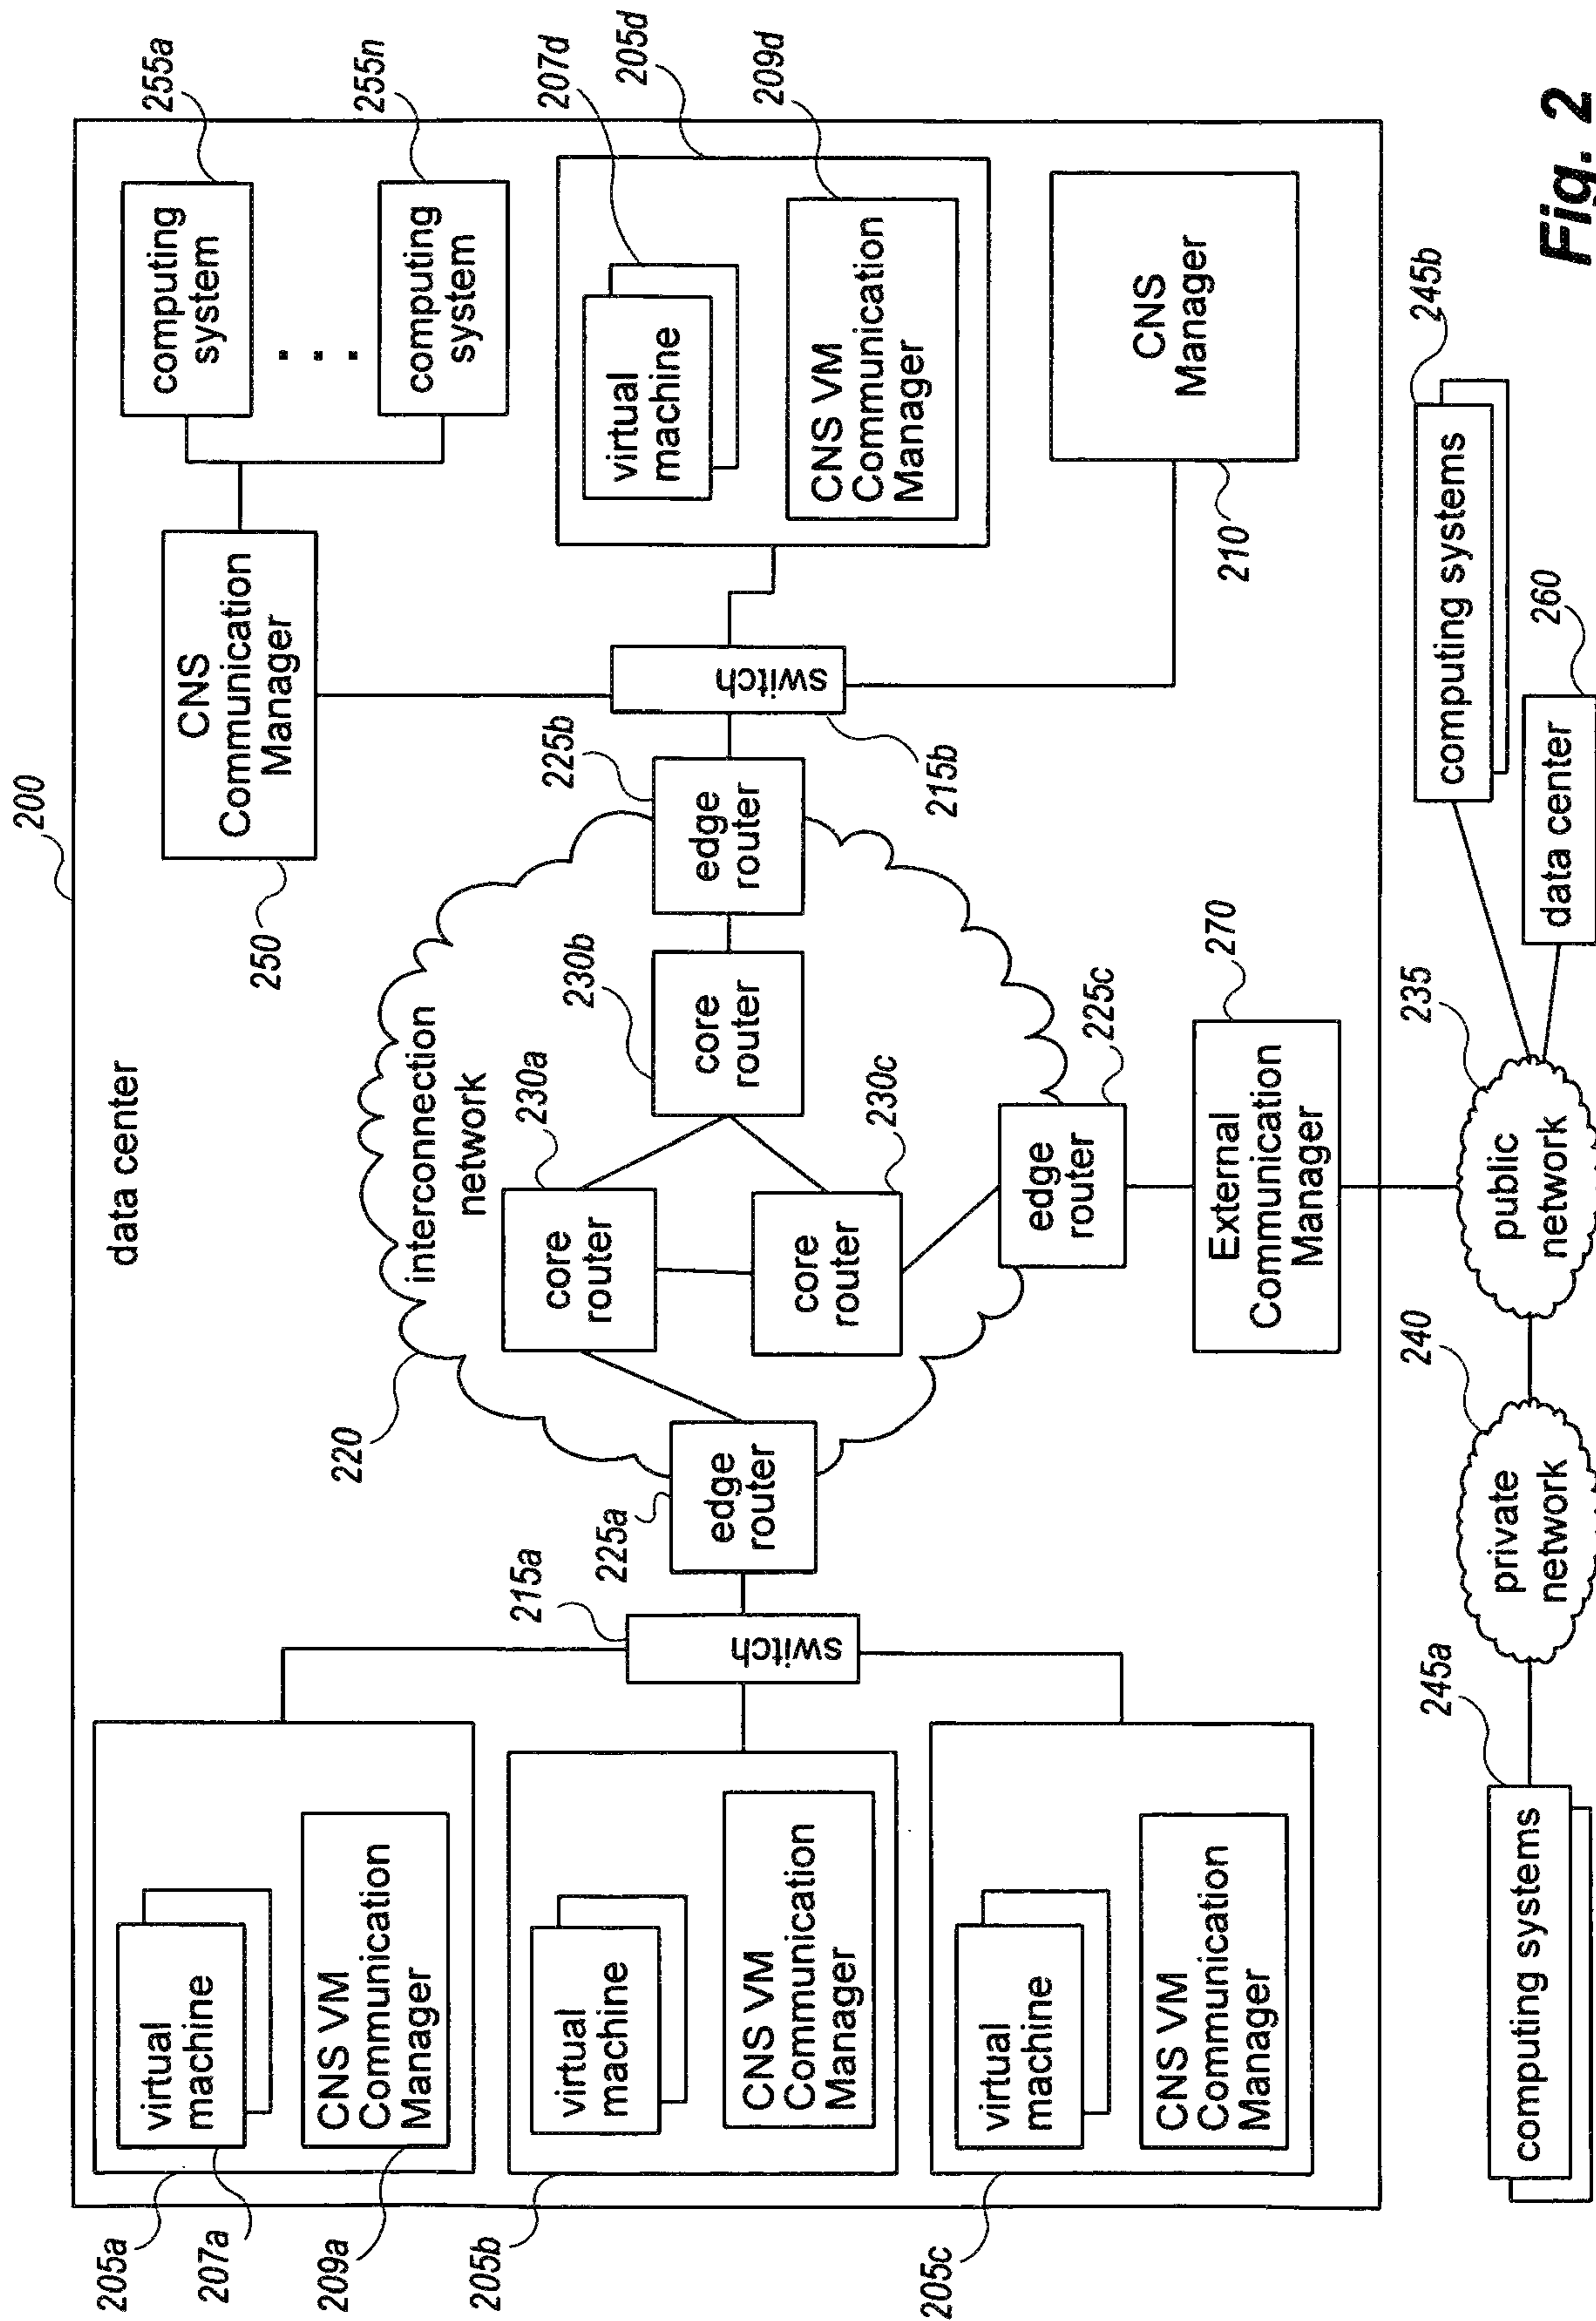 200
data center
205a
virtual
machine
207a
CNS VM
Communication
Manager
209a
205b
virtual
machine
CNS VM
Communication
Manager
205c
virtual
machine
CNS VM
Communication
Manager
215a
switch
225a
edge
router
220
interconnection
network
230a
core
router
230b
core
router
230c
core
router
225b
edge
router
225c
edge
router
215b
switch
250
CNS
Communication
Manager
255a
computing
system
. . .
255n
computing
system
207d
virtual
machine
205d
209d
CNS VM
Communication
Manager
CNS
Manager
210
270
External
Communication
Manager
245a
computing systems
240
private
network
235
public
network
245b
computing systems
260
data center
Fig. 2